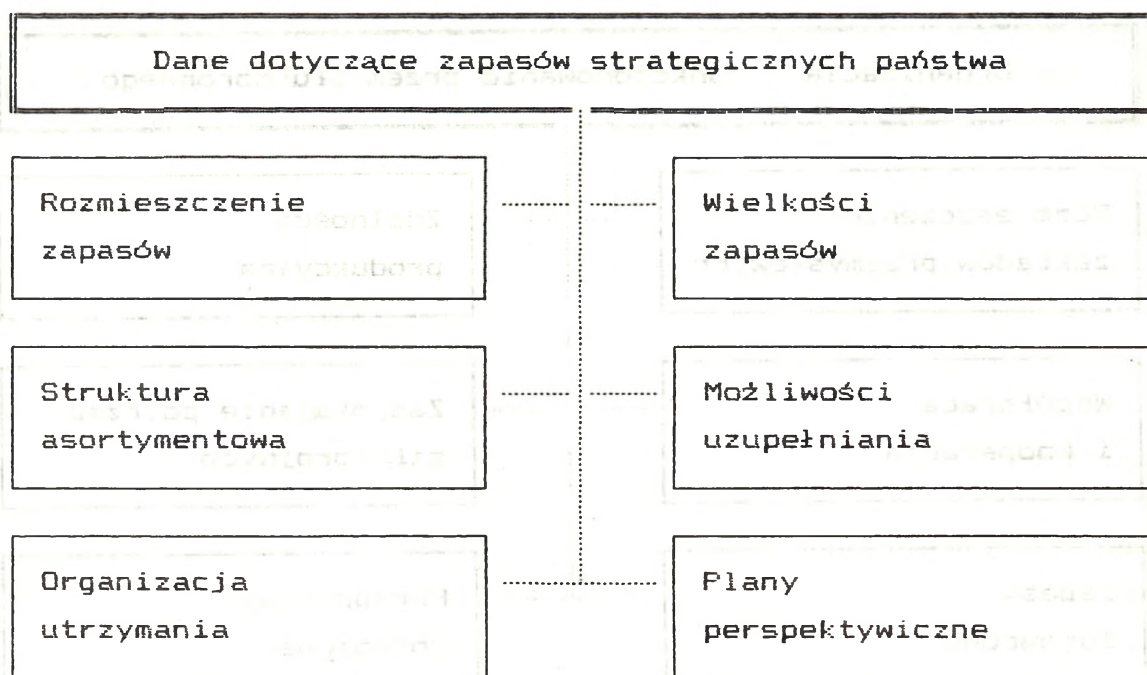 Dane dotyczące zapasów strategicznych państwa
Rozmieszczenie
zapasów
Wielkości
zapasów
Struktura
asortymentowa
Możliwości
uzupełniania
Organizacja
utrzymania
Plany
perspektywiczne